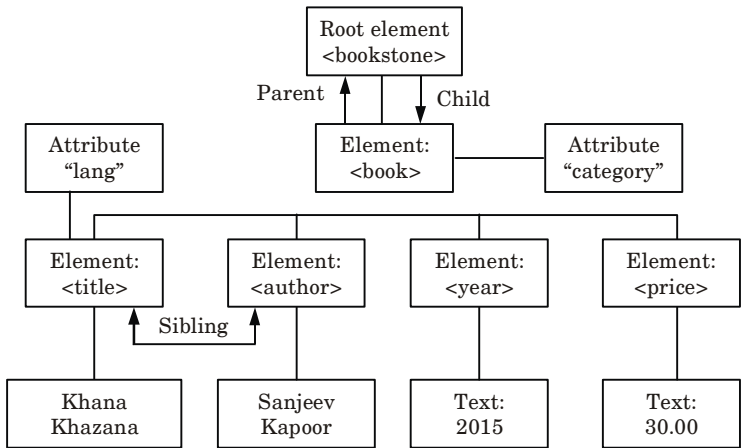 Root element
<bookstone>
Parent
Child
Attribute
“lang”
Element:
<book>
Attribute
“category”
Element:
<title>
Element:
<author>
Element:
<year>
Element:
<price>
Sibling
Khana
Khazana
Sanjeev
Kapoor
Text:
2015
Text:
30.00